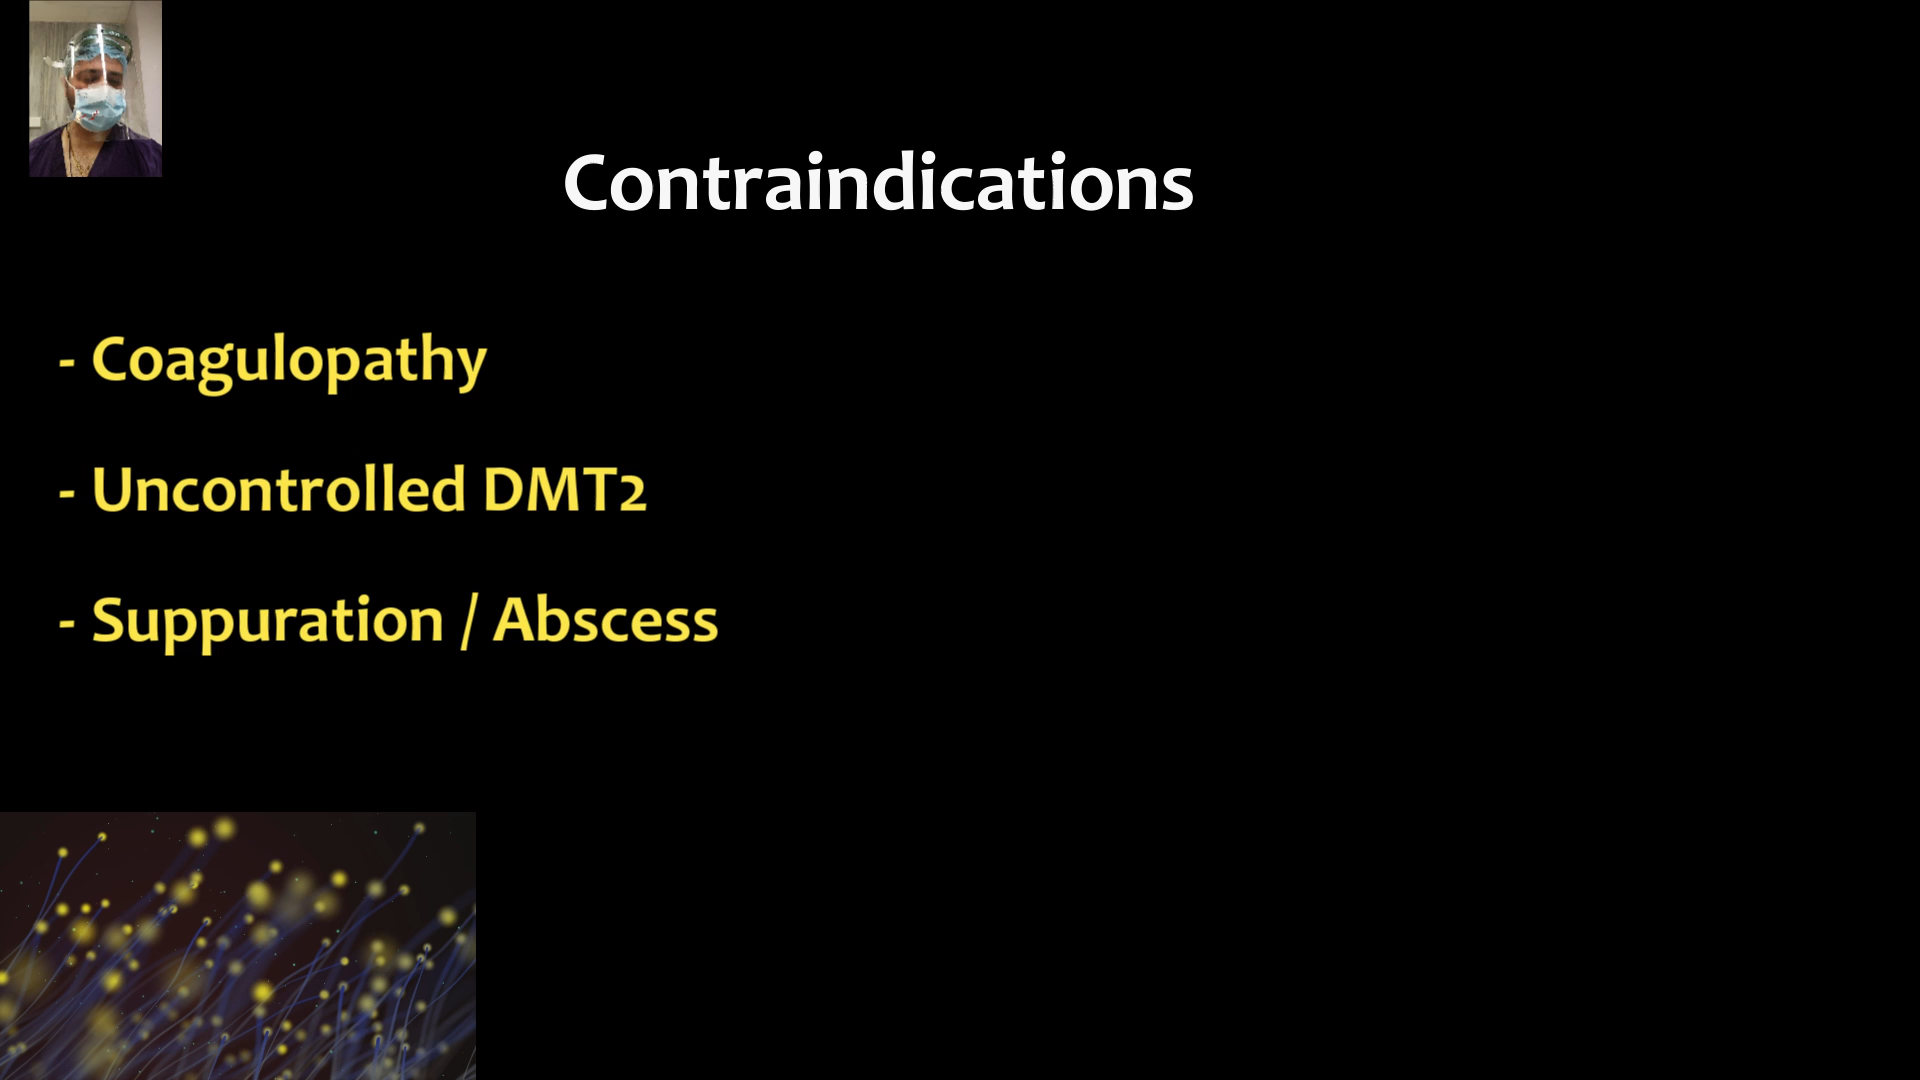 Contraindications
- Coagulopathy
- Uncontrolled DMT2
- Suppuration / Abscess